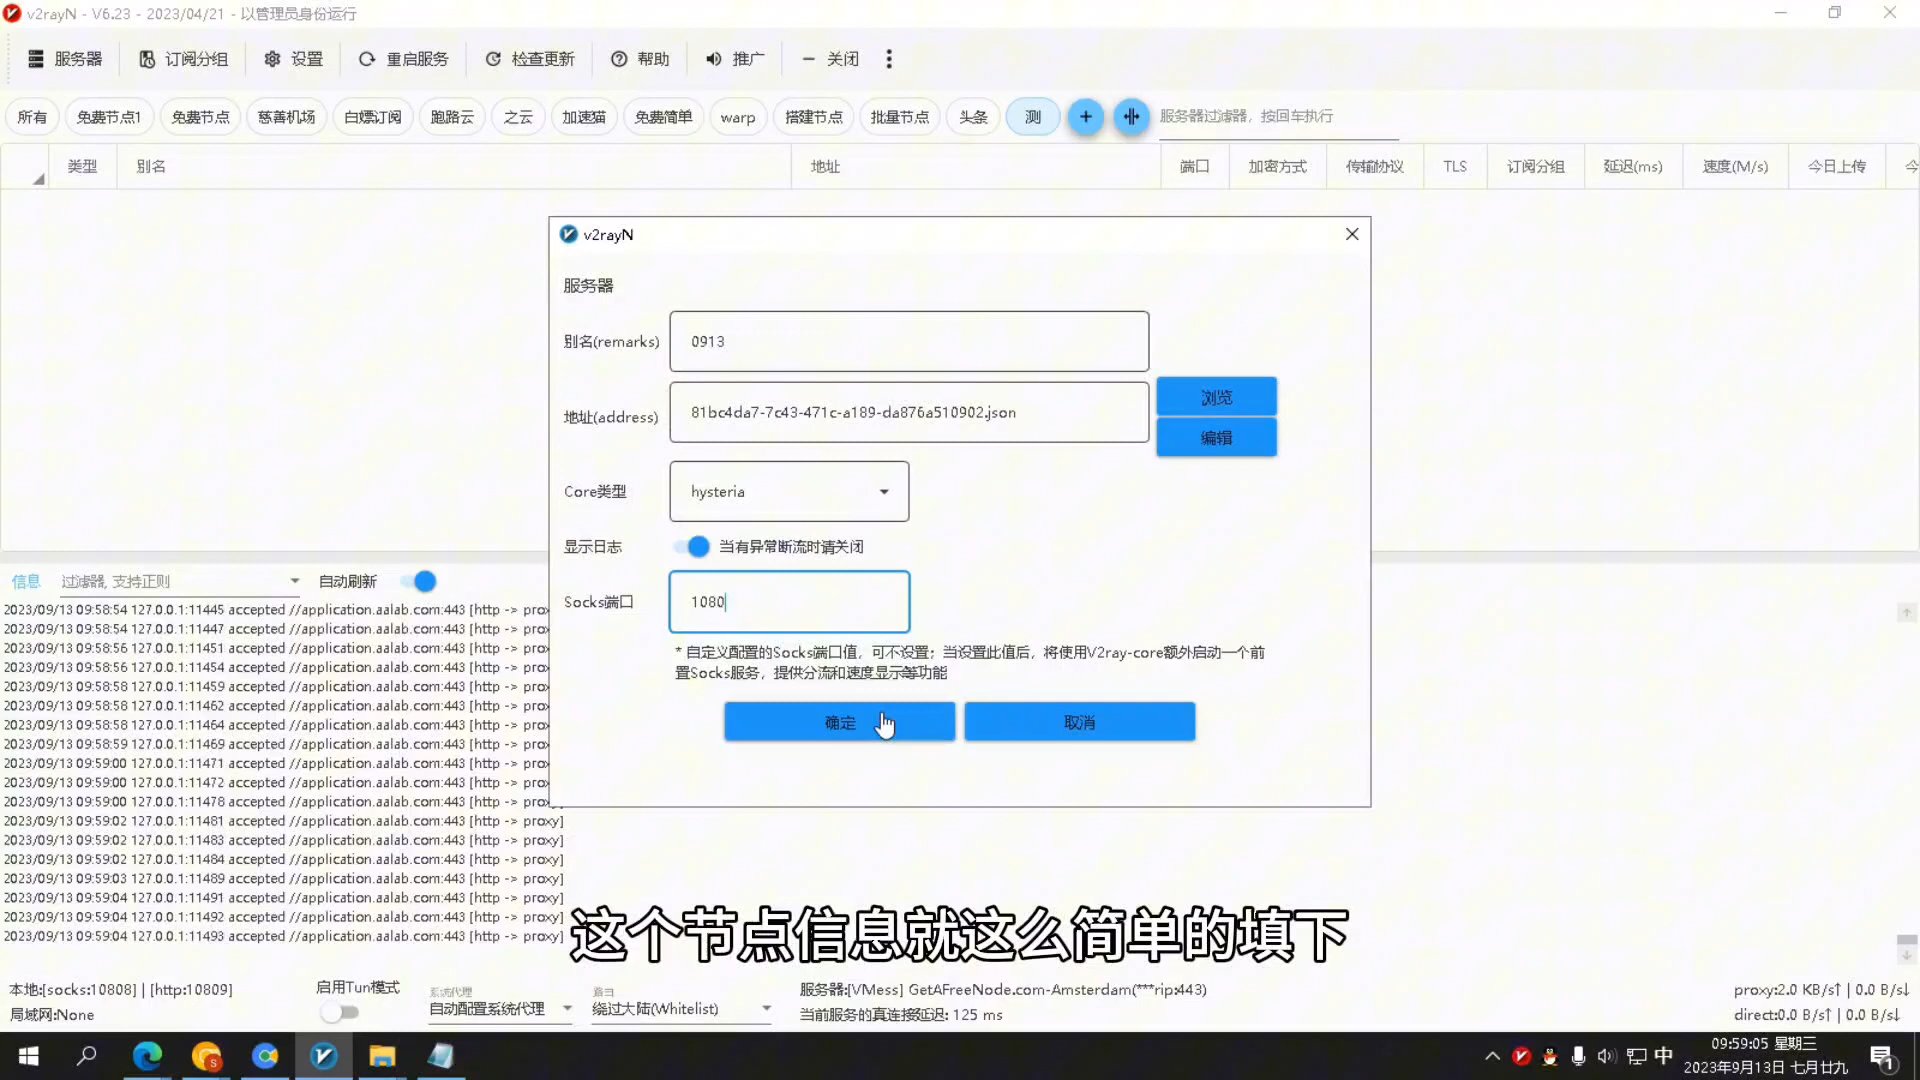 v2rayN - V6.23 - 2023/04/21 - 以管理员身份运行
服务器 订阅分组 设置 重启服务 检查更新 帮助 推广 关闭
所有 免费节点1 免费节点 慈善机场 白嫖订阅 跑路云 之云 加速猫 免费简单 warp 搭建节点 批量节点 头条 测 服务器过滤器，按回车执行
类型 别名 地址 端口 加密方式 传输协议 TLS 订阅分组 延迟(ms) 速度(M/s) 今日上传 今
v2rayN
服务器
别名(remarks) 0913
地址(address) 81bc4da7-7c43-471c-a189-da876a510902.json
浏览
编辑
Core类型 hysteria
显示日志 当有异常断流时请关闭
Socks端口 1080
* 自定义配置的Socks端口值，可不设置；当设置此值后，将使用V2ray-core额外启动一个前
置Socks服务，提供分流和速度显示等功能
确定 取消
信息 过滤器, 支持正则 自动刷新
2023/09/13 09:58:54 127.0.0.1:11445 accepted //application.aalab.com:443 [http -> prox
2023/09/13 09:58:54 127.0.0.1:11447 accepted //application.aalab.com:443 [http -> prox
2023/09/13 09:58:56 127.0.0.1:11451 accepted //application.aalab.com:443 [http -> prox
2023/09/13 09:58:56 127.0.0.1:11454 accepted //application.aalab.com:443 [http -> prox
2023/09/13 09:58:58 127.0.0.1:11459 accepted //application.aalab.com:443 [http -> prox
2023/09/13 09:58:58 127.0.0.1:11462 accepted //application.aalab.com:443 [http -> prox
2023/09/13 09:58:58 127.0.0.1:11464 accepted //application.aalab.com:443 [http -> prox
2023/09/13 09:58:59 127.0.0.1:11469 accepted //application.aalab.com:443 [http -> prox
2023/09/13 09:59:00 127.0.0.1:11471 accepted //application.aalab.com:443 [http -> prox
2023/09/13 09:59:00 127.0.0.1:11472 accepted //application.aalab.com:443 [http -> prox
2023/09/13 09:59:00 127.0.0.1:11478 accepted //application.aalab.com:443 [http -> prox
2023/09/13 09:59:02 127.0.0.1:11481 accepted //application.aalab.com:443 [http -> proxy]
2023/09/13 09:59:02 127.0.0.1:11483 accepted //application.aalab.com:443 [http -> proxy]
2023/09/13 09:59:02 127.0.0.1:11484 accepted //application.aalab.com:443 [http -> proxy]
2023/09/13 09:59:03 127.0.0.1:11489 accepted //application.aalab.com:443 [http -> proxy]
2023/09/13 09:59:04 127.0.0.1:11491 accepted //application.aalab.com:443 [http -> proxy]
2023/09/13 09:59:04 127.0.0.1:11492 accepted //application.aalab.com:443 [http -> proxy]
2023/09/13 09:59:04 127.0.0.1:11493 accepted //application.aalab.com:443 [http -> proxy]
这个节点信息就这么简单的填下
本地:[socks:10808] | [http:10809]
局域网:None
启用Tun模式
系统代理
自动配置系统代理
路由
绕过大陆(Whitelist)
服务器:[VMess] GetAFreeNode.com-Amsterdam(***rip:443)
当前服务的真连接延迟: 125 ms
proxy:2.0 KB/s↑ | 0.0 B/s↓
direct:0.0 B/s↑ | 0.0 B/s↓
中
09:59:05 星期三
2023年9月13日 七月廿九
1